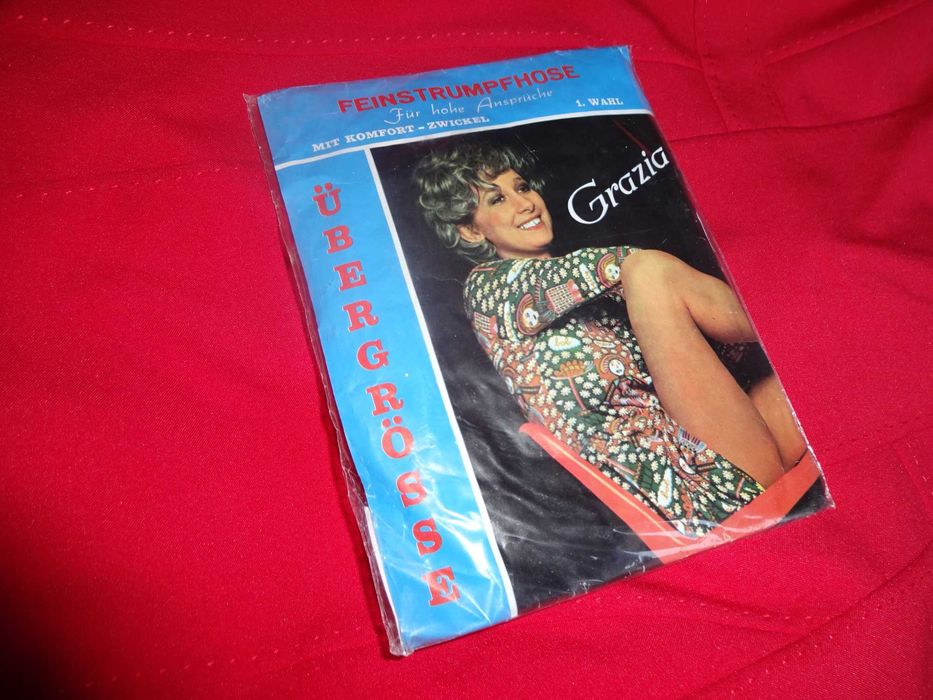 FEINSTRUMPFHOSE
Für hohe Ansprüche
MIT KOMFORT - ZWICKEL
1. WAHL
ÜBERGRÖSSE
Grazia